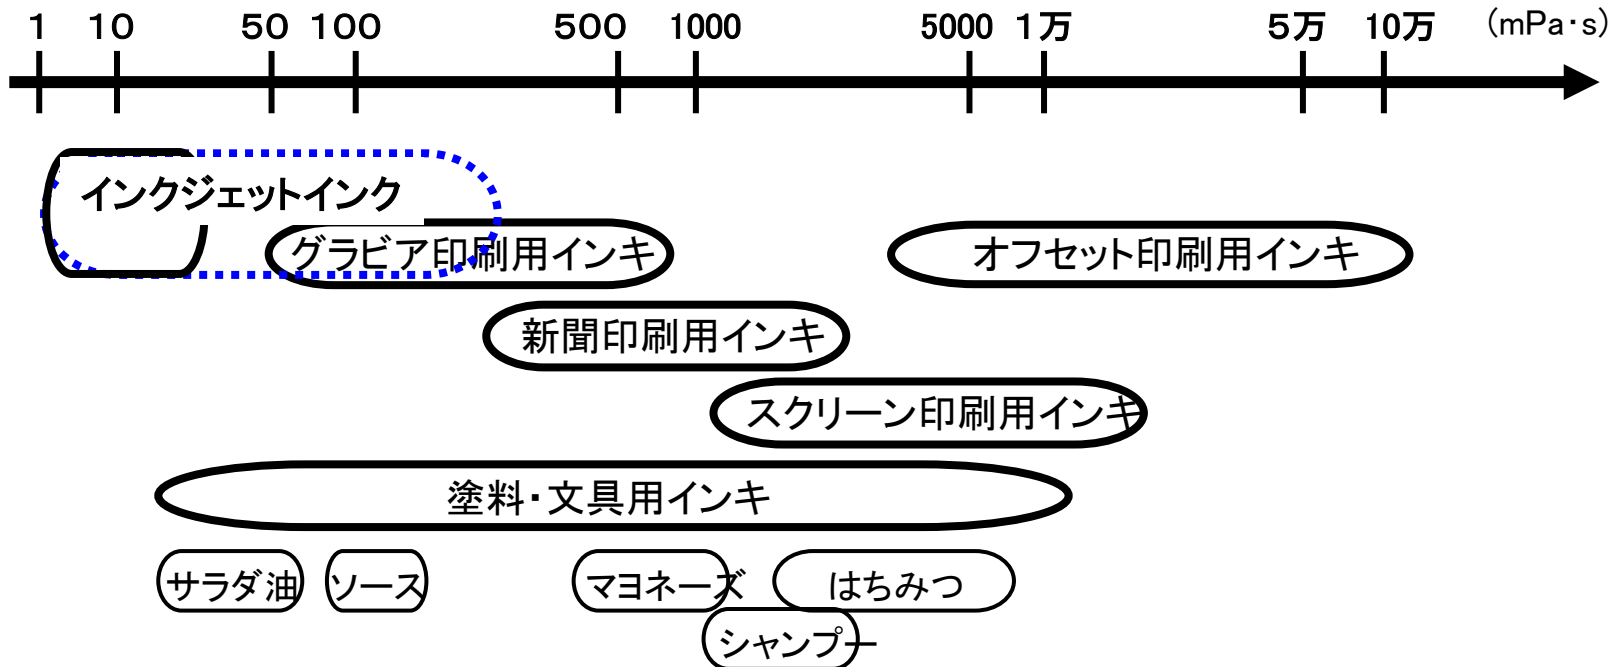 1 10 50 100 500 1000 5000 1万 5万 10万 (mPa・s)
インクジェットインク
グラビア印刷用インキ オフセット印刷用インキ
新聞印刷用インキ
スクリーン印刷用インキ
塗料・文具用インキ
サラダ油 ソース マヨネーズ はちみつ
シャンプー